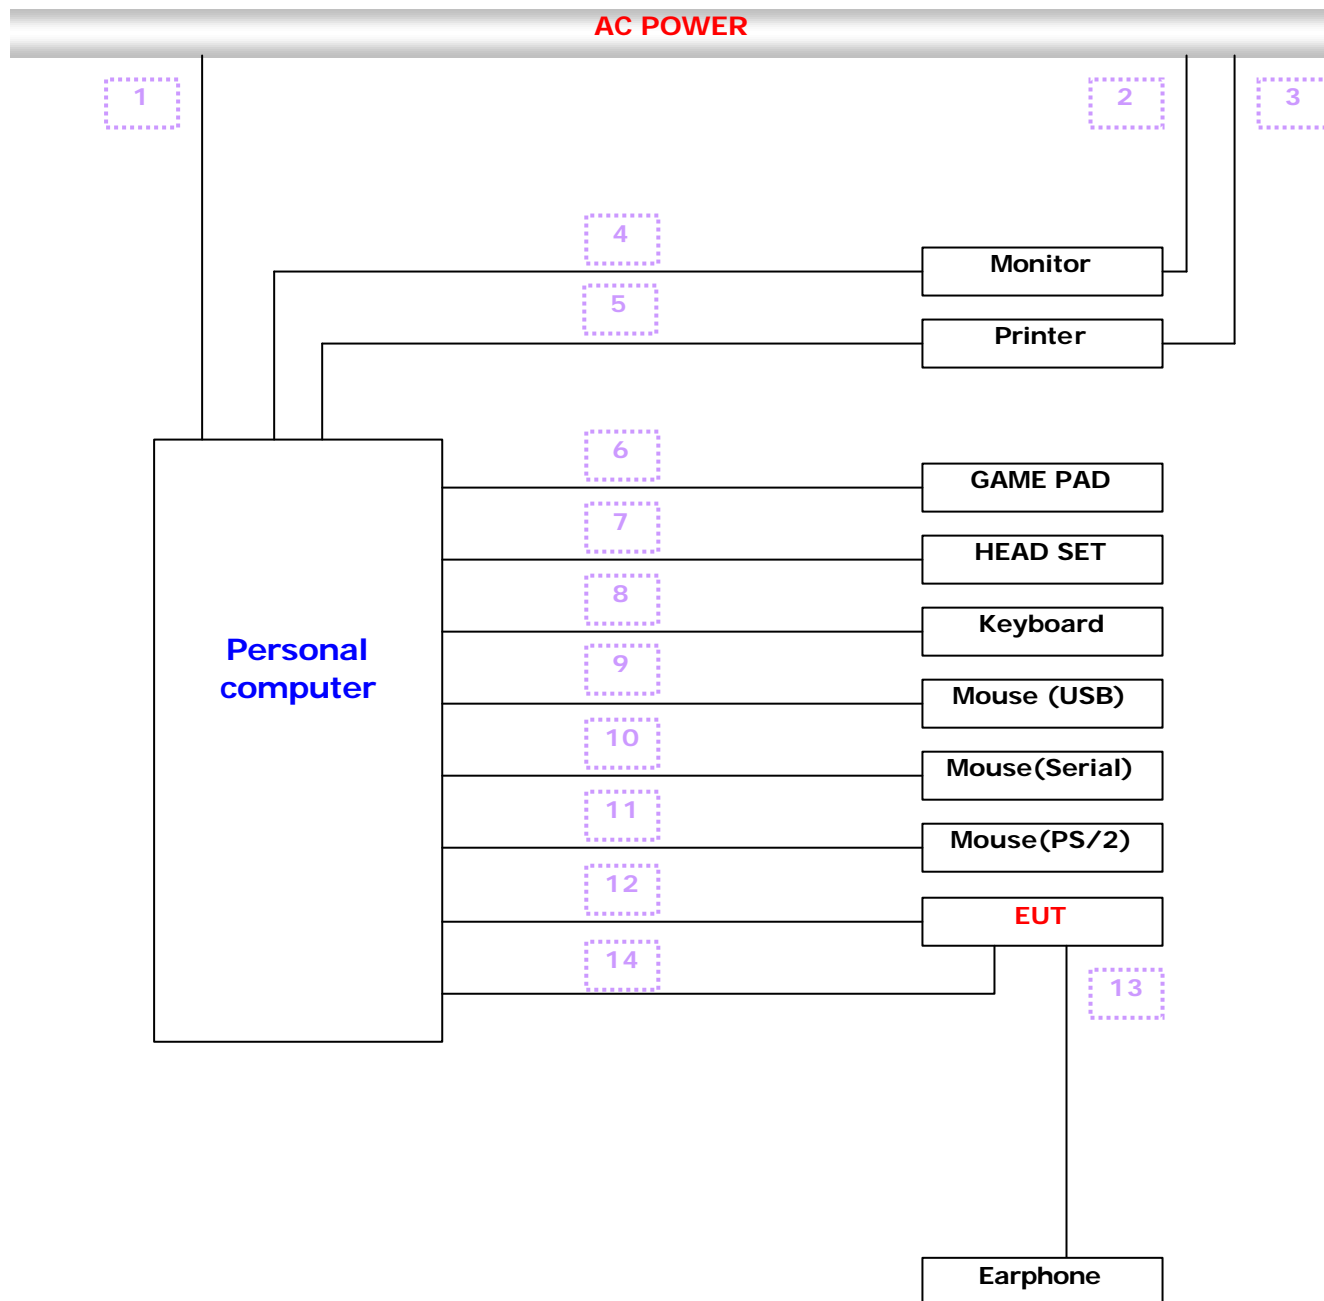 AC POWER
1
2
3
4
Monitor
5
Printer
6
GAME PAD
7
HEAD SET
8
Keyboard
Personal
computer
9
Mouse (USB)
10
Mouse(Serial)
11
Mouse(PS/2)
12
EUT
14
13
Earphone